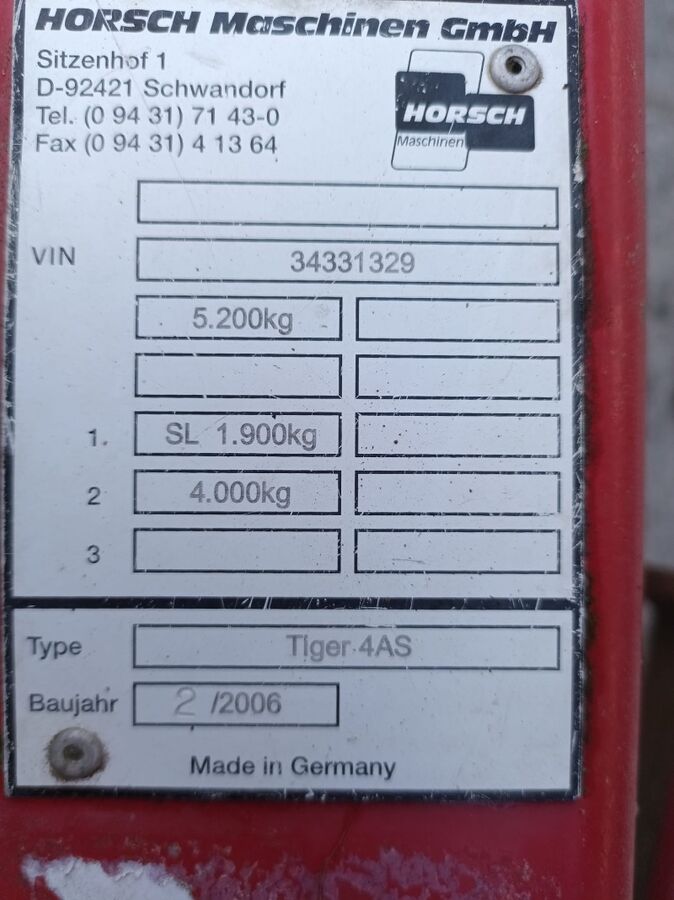 HORSCH Maschinen GmbH
Sitzenhof 1
D-92421 Schwandorf
Tel. (0 94 31) 71 43-0
Fax (0 94 31) 4 13 64
HORSCH
Maschinen
VIN 34331329
5.200kg
1. SL 1.900kg
2 4.000kg
3
Type Tiger 4AS
Baujahr 2 /2006
Made in Germany